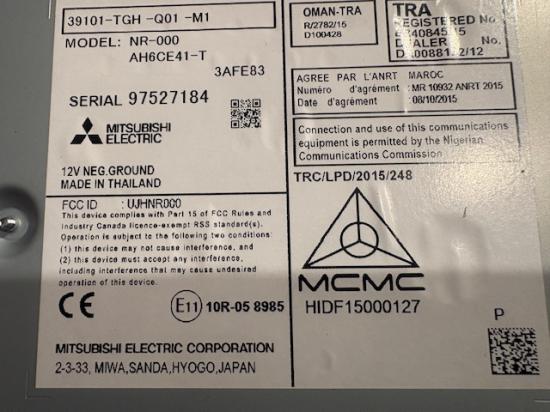 39101-TGH -Q01 -M1
MODEL: NR-000
AH6CE41-T
3AFE83
SERIAL 97527184
MITSUBISHI
ELECTRIC
12V NEG.GROUND
MADE IN THAILAND
FCC ID : UJHNR000
This device complies with Part 15 of FCC Rules and
Industry Canada licence-exempt RSS standard(s).
Operation is subject to the following two conditions:
(1) this device may not cause interference, and
(2) this device must accept any interference,
including interference that may cause undesired
operation of this device.
CE
E11 10R-05 8985
MITSUBISHI ELECTRIC CORPORATION
2-3-33, MIWA,SANDA,HYOGO,JAPAN
OMAN-TRA
R/2782/15
D100428
TRA
REGISTERED No
DEALER No
AGREE PAR L'ANRT MAROC
Numéro d'agrément : MR 10932 ANRT 2015
Date d'agrément : 08/10/2015
Connection and use of this communications
equipment is permitted by the Nigerian
Communications Commission
TRC/LPD/2015/248
MCMC
HIDF15000127
P